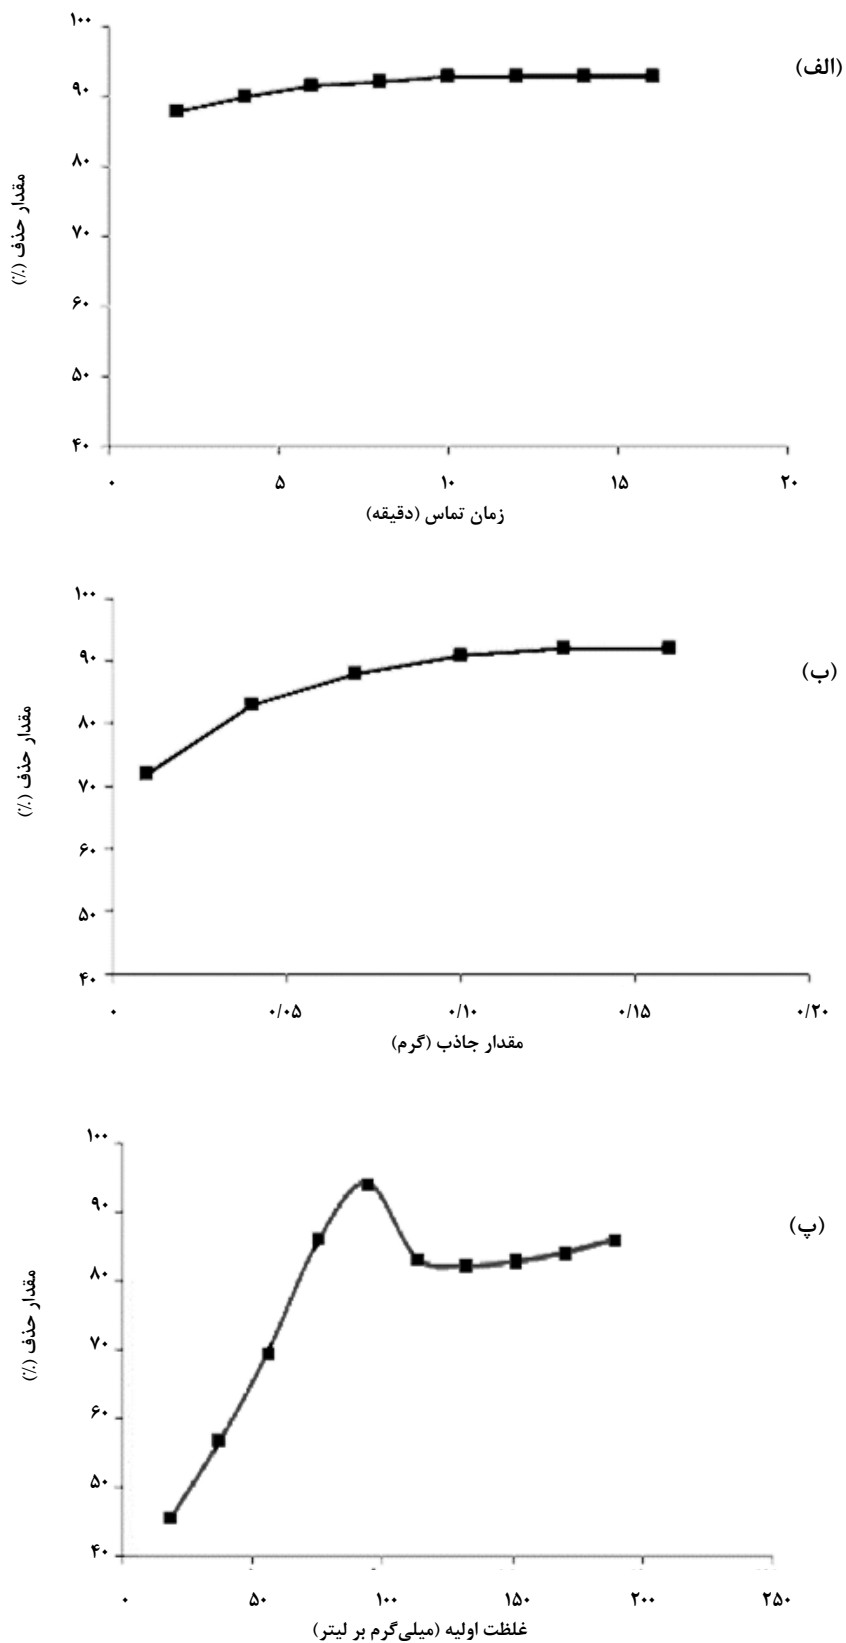 (الف)
۱۰۰
۹۰
۸۰
۷۰
۶۰
۵۰
۴۰
مقدار حذف (٪)
۰ ۵ ۱۰ ۱۵ ۲۰
زمان تماس (دقیقه)
(ب)
۱۰۰
۹۰
۸۰
۷۰
۶۰
۵۰
۴۰
مقدار حذف (٪)
۰ ۰/۰۵ ۰/۱۰ ۰/۱۵ ۰/۲۰
مقدار جاذب (گرم)
(پ)
۱۰۰
۹۰
۸۰
۷۰
۶۰
۵۰
۴۰
مقدار حذف (٪)
۰ ۵۰ ۱۰۰ ۱۵۰ ۲۰۰ ۲۵۰
غلظت اولیه (میلی‌گرم بر لیتر)